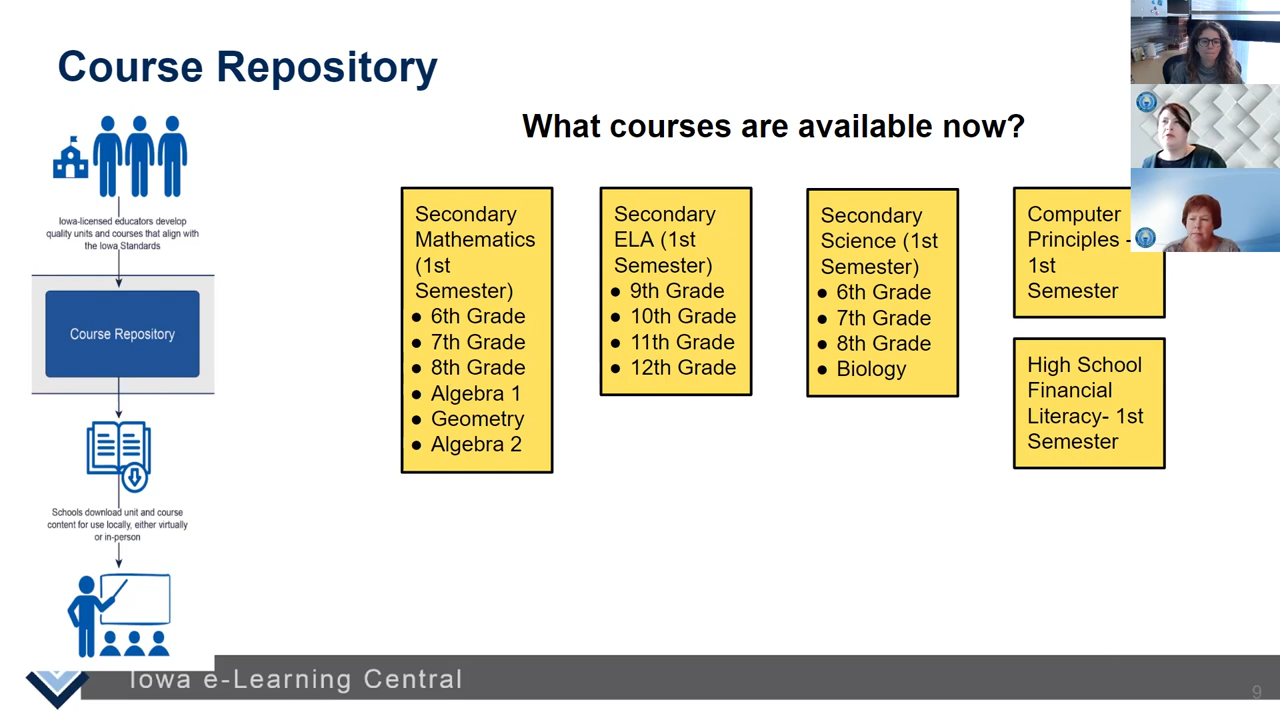 Course Repository
What courses are available now?
Iowa-licensed educators develop
quality units and courses that align with
the Iowa Standards
Course Repository
Schools download unit and course
content for use locally, either virtually
or in-person
Secondary
Mathematics
(1st
Semester)
● 6th Grade
● 7th Grade
● 8th Grade
● Algebra 1
● Geometry
● Algebra 2
Secondary
ELA (1st
Semester)
● 9th Grade
● 10th Grade
● 11th Grade
● 12th Grade
Secondary
Science (1st
Semester)
● 6th Grade
● 7th Grade
● 8th Grade
● Biology
Computer
Principles -
1st
Semester
High School
Financial
Literacy- 1st
Semester
Iowa e-Learning Central
9